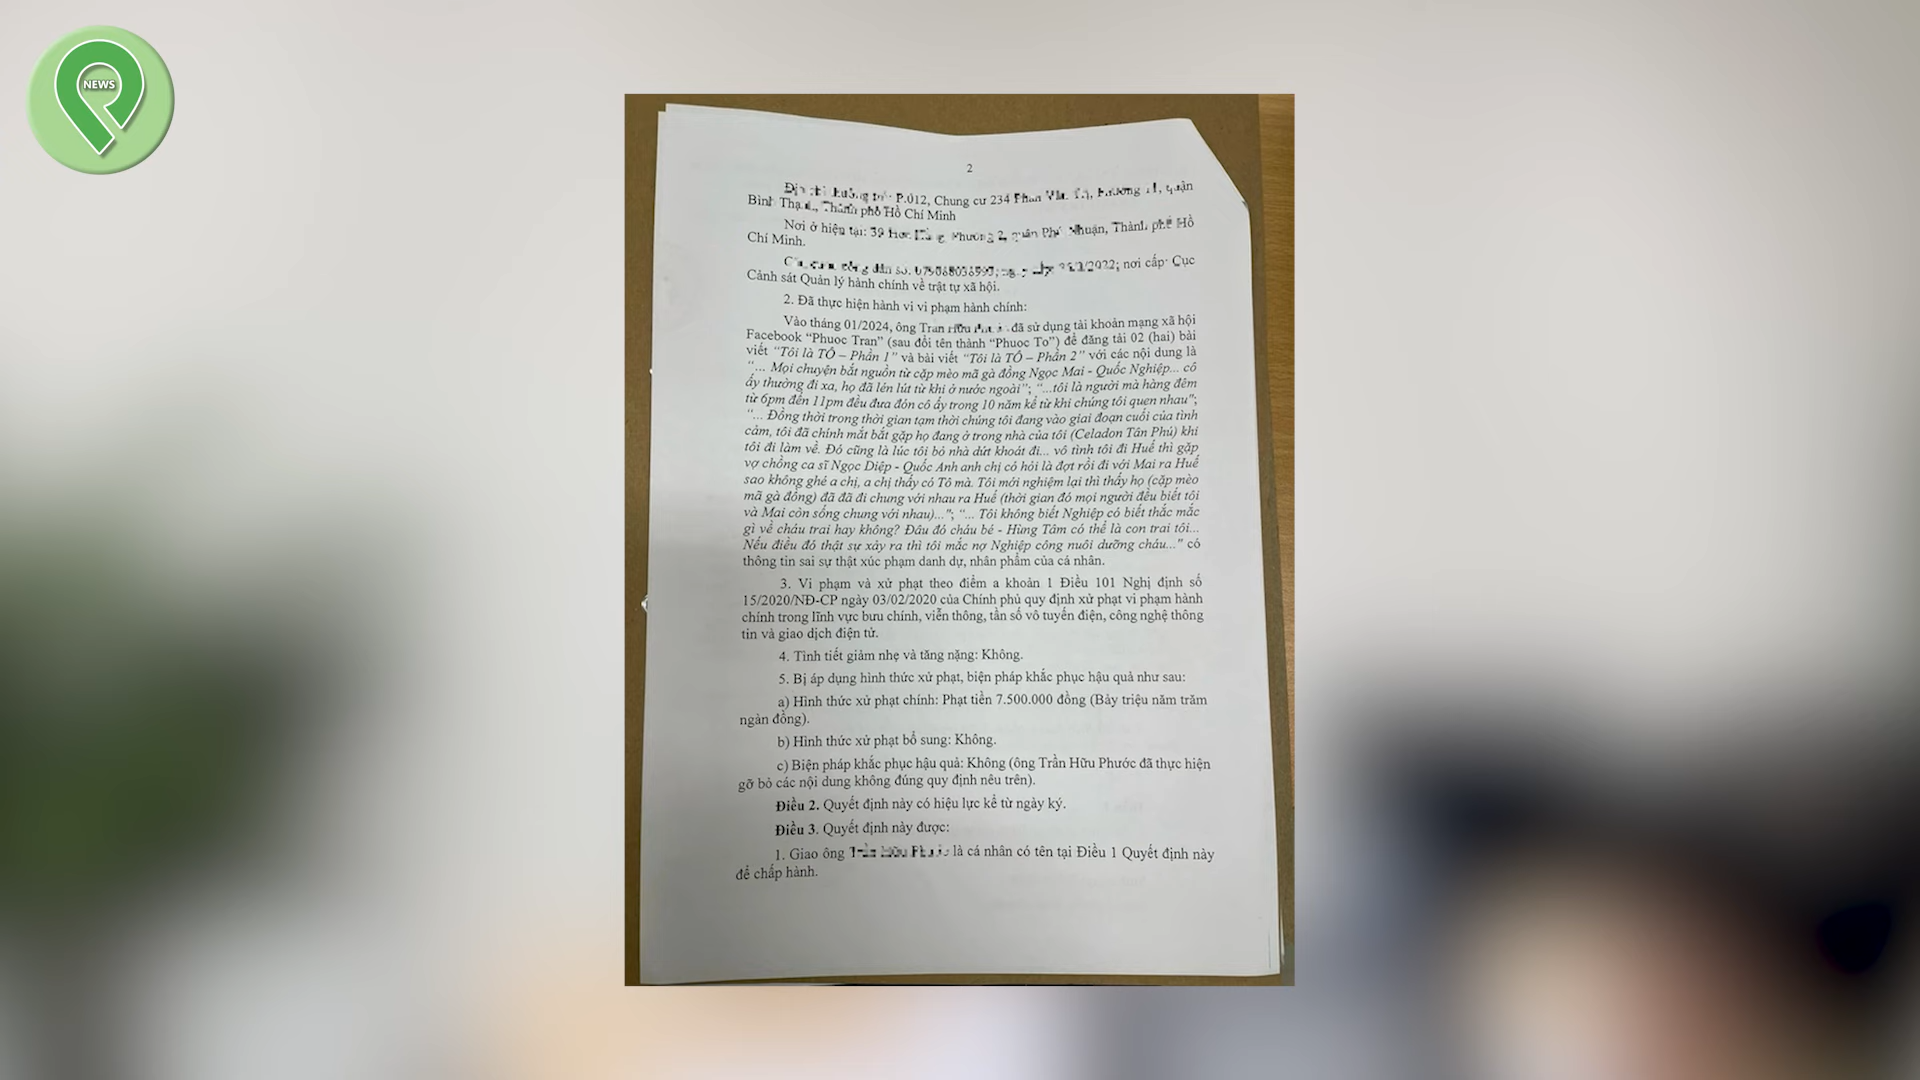 NEWS
2
P.012, Chung cư 234 quận
Bình Thành phố Hồ Chí Minh
Nơi ở hiện tại: 39 Phường 2, quận Phú Nhuận, Thành phố Hồ
Chí Minh.
nơi cấp: Cục
Cảnh sát Quản lý hành chính về trật tự xã hội.
2. Đã thực hiện hành vi vi phạm hành chính:
Vào tháng 01/2024, ông Trần Hữu đã sử dụng tài khoản mạng xã hội
Facebook “Phuoc Tran” (sau đổi tên thành “Phuoc To”) để đăng tải 02 (hai) bài
viết “Tôi là TÔ – Phần 1” và bài viết “Tôi là TÔ – Phần 2” với các nội dung là
“... Mọi chuyện bắt nguồn từ cặp mèo mã gà đồng Ngọc Mai - Quốc Nghiệp... cô
ấy thường đi xa, họ đã lén lút từ khi ở nước ngoài”; “...tôi là người mà hàng đêm
từ 6pm đến 11pm đều đưa đón cô ấy trong 10 năm kể từ khi chúng tôi quen nhau";
“... Đồng thời trong thời gian tạm thời chúng tôi đang vào giai đoạn cuối của tình
cảm, tôi đã chính mắt bắt gặp họ đang ở trong nhà của tôi (Celadon Tân Phú) khi
tôi đi làm về. Đó cũng là lúc tôi bỏ nhà dứt khoát đi... vô tình tôi đi Huế thì gặp
vợ chồng ca sĩ Ngọc Diệp - Quốc Anh anh chị có hỏi là đợt rồi đi với Mai ra Huế
sao không ghé a chị, a chị thấy có Tô mà. Tôi mới nghiệm lại thì thấy họ (cặp mèo
mã gà đồng) đã đã đi chung với nhau ra Huế (thời gian đó mọi người đều biết tôi
và Mai còn sống chung với nhau)..."; “... Tôi không biết Nghiệp có biết thắc mắc
gì về cháu trai hay không? Đâu đó cháu bé - Hùng Tâm có thể là con trai tôi...
Nếu điều đó thật sự xảy ra thì tôi mắc nợ Nghiệp công nuôi dưỡng cháu..." có
thông tin sai sự thật xúc phạm danh dự, nhân phẩm của cá nhân.
3. Vi phạm và xử phạt theo điểm a khoản 1 Điều 101 Nghị định số
15/2020/NĐ-CP ngày 03/02/2020 của Chính phủ quy định xử phạt vi phạm hành
chính trong lĩnh vực bưu chính, viễn thông, tần số vô tuyến điện, công nghệ thông
tin và giao dịch điện tử.
4. Tình tiết giảm nhẹ và tăng nặng: Không.
5. Bị áp dụng hình thức xử phạt, biện pháp khắc phục hậu quả như sau:
a) Hình thức xử phạt chính: Phạt tiền 7.500.000 đồng (Bảy triệu năm trăm
ngàn đồng).
b) Hình thức xử phạt bổ sung: Không.
c) Biện pháp khắc phục hậu quả: Không (ông Trần Hữu Phước đã thực hiện
gỡ bỏ các nội dung không đúng quy định nêu trên).
Điều 2. Quyết định này có hiệu lực kể từ ngày ký.
Điều 3. Quyết định này được:
1. Giao ông là cá nhân có tên tại Điều 1 Quyết định này
để chấp hành.